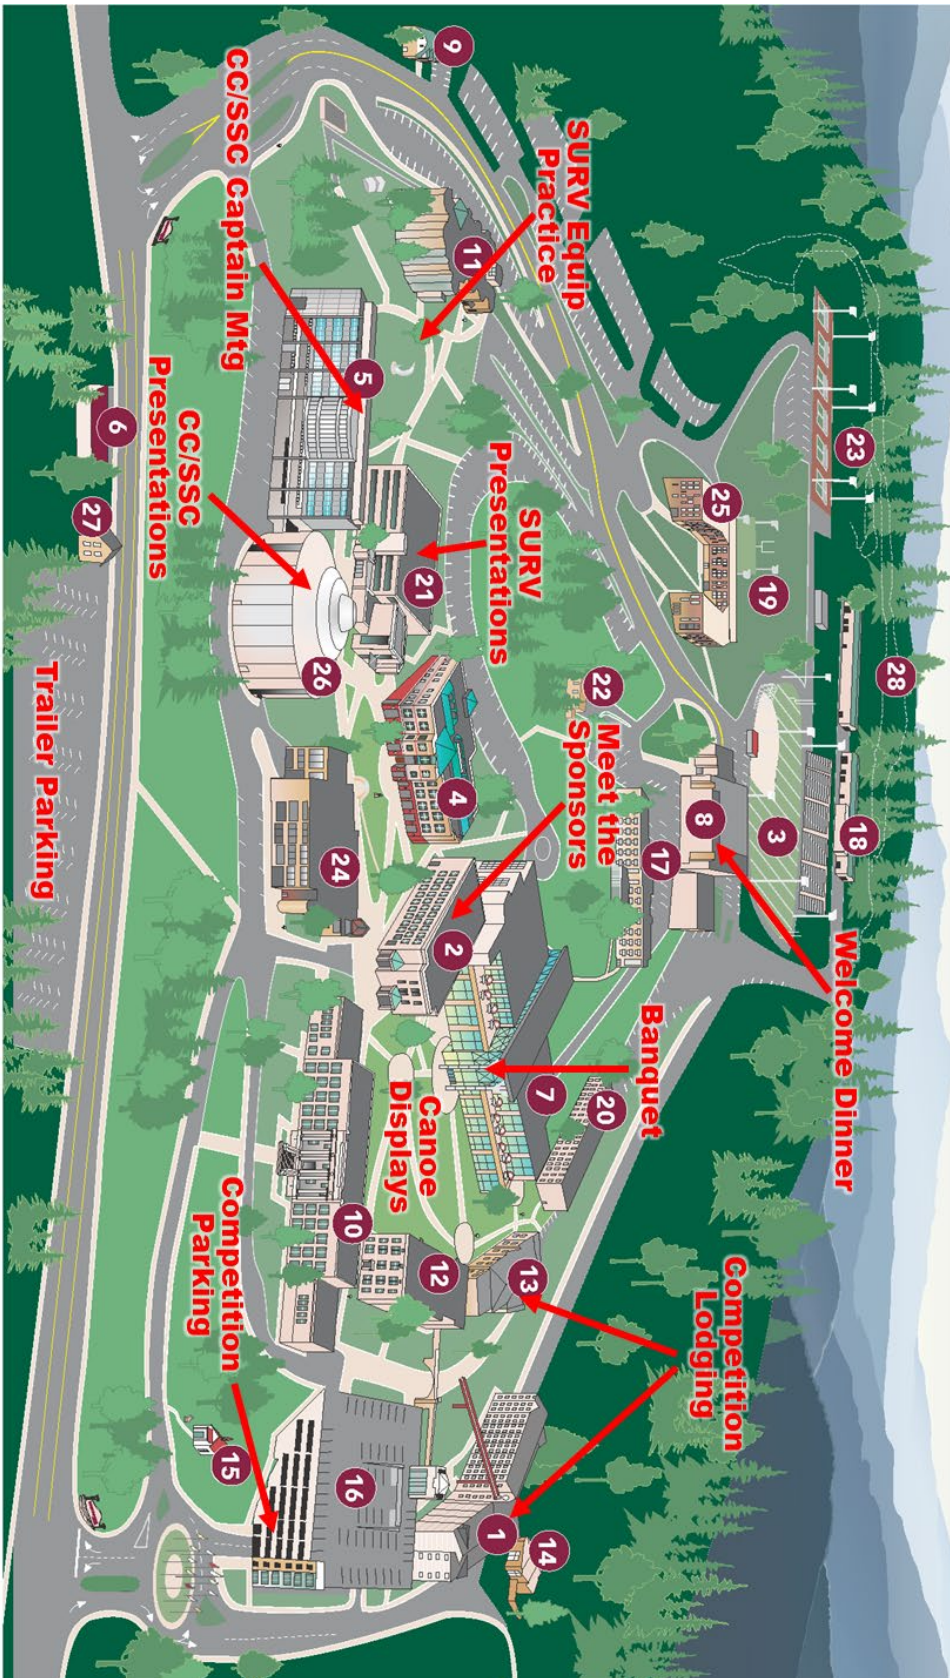 28
18
23
Welcome Dinner
3
19
Competition
Lodging
25
8
17
Banquet
22
Meet the
Sponsors
20
SURV Equip
Practice
14
7
SURV
Presentations
13
1
11
9
4
2
12
Canoe
Displays
21
5
16
10
24
26
CC/SSC Captain Mtg
Competition
Parking
15
CC/SSC
Presentations
6
27
Trailer Parking